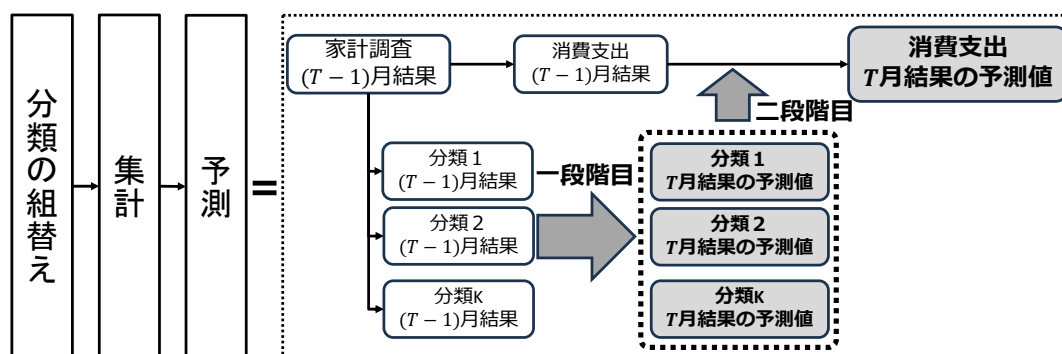 分類の組替え
集計
予測
=
家計調査
(T − 1)月結果
消費支出
(T − 1)月結果
消費支出
T月結果の予測値
二段階目
分類１
(T − 1)月結果
一段階目
分類１
T月結果の予測値
分類２
(T − 1)月結果
分類２
T月結果の予測値
分類K
(T − 1)月結果
分類K
T月結果の予測値